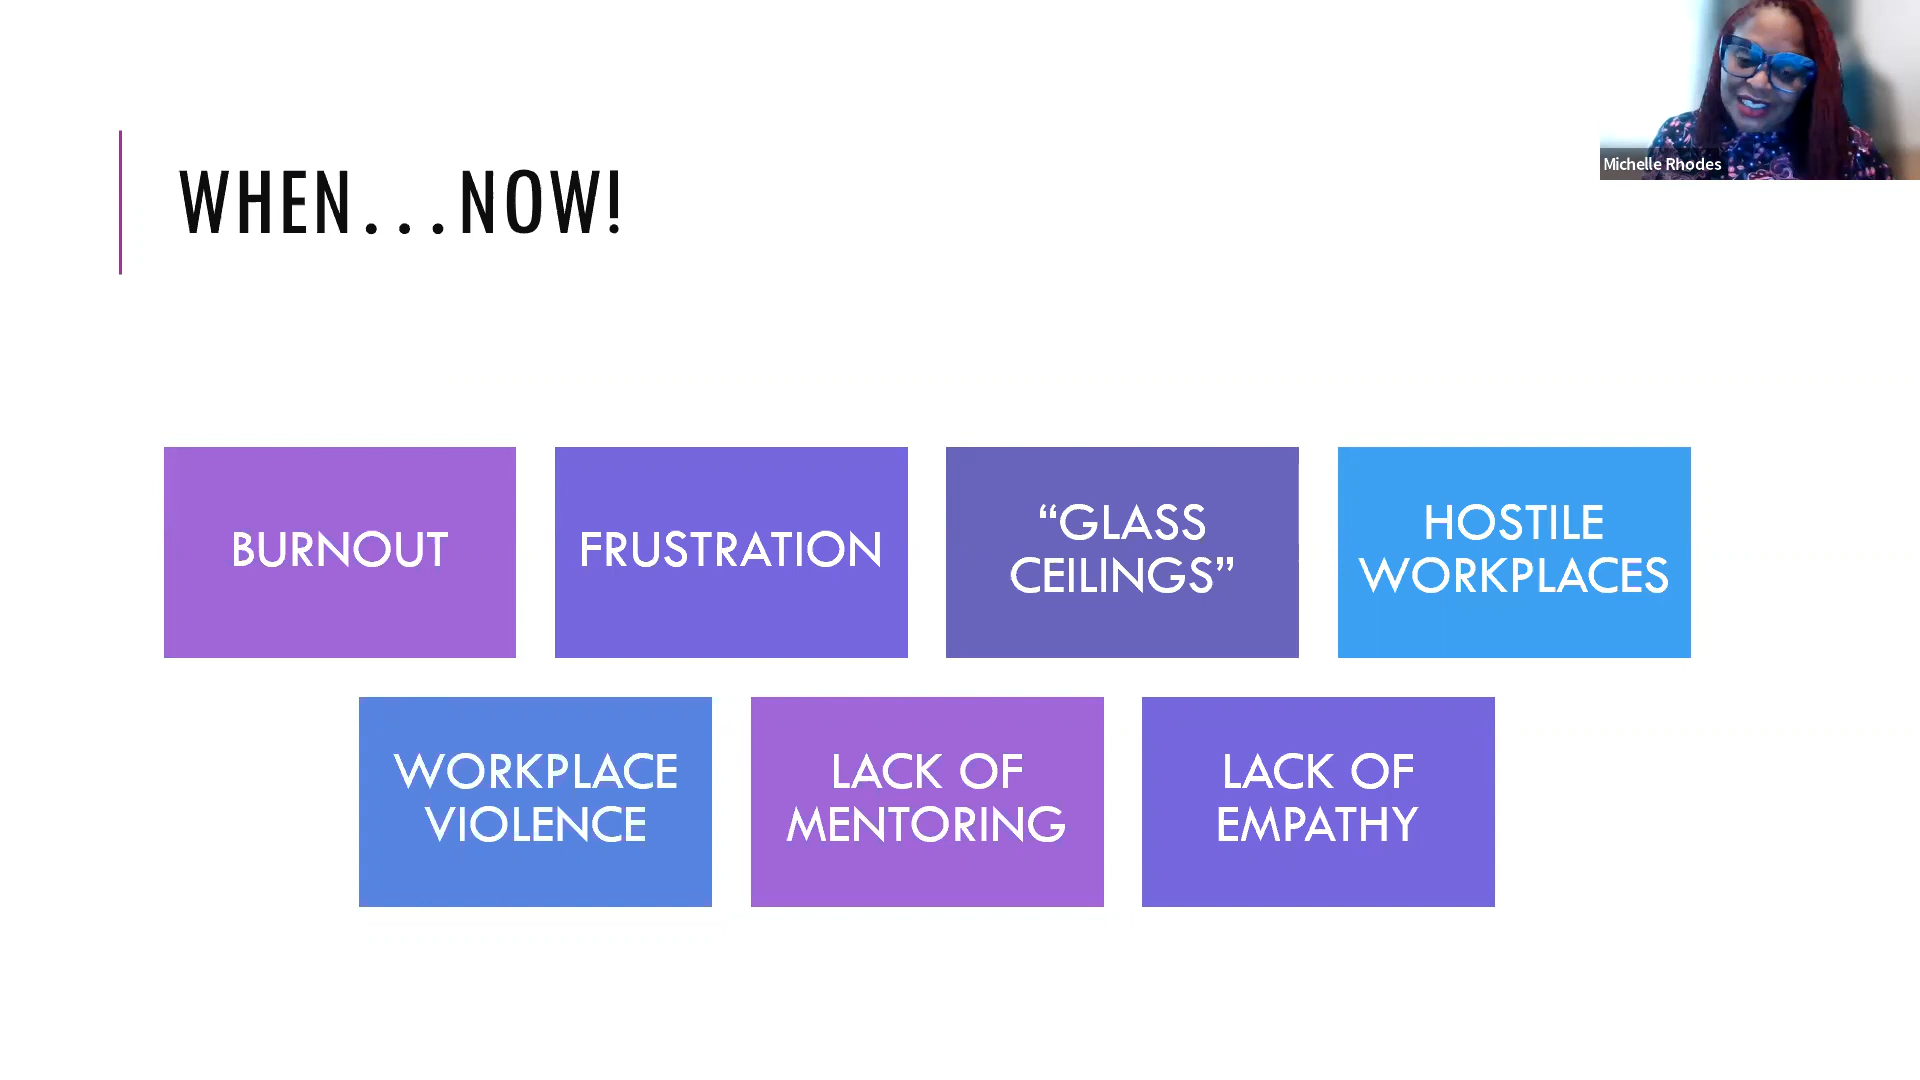 Michelle Rhodes
WHEN...NOW!
BURNOUT
FRUSTRATION
“GLASS
CEILINGS”
HOSTILE
WORKPLACES
WORKPLACE
VIOLENCE
LACK OF
MENTORING
LACK OF
EMPATHY